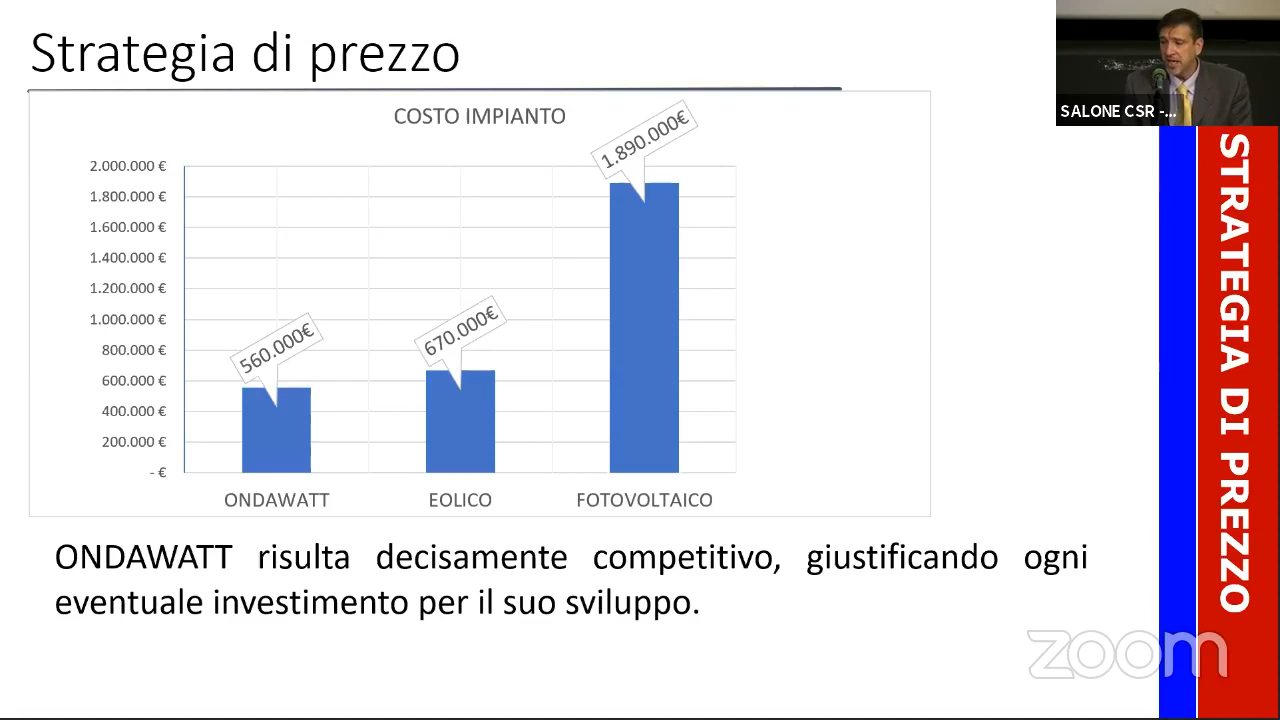 Strategia di prezzo
COSTO IMPIANTO
2.000.000 €
1.800.000 €
1.600.000 €
1.400.000 €
1.200.000 €
1.000.000 €
800.000 €
600.000 €
400.000 €
200.000 €
- €
560.000€
670.000€
1.890.000€
ONDAWATT
EOLICO
FOTOVOLTAICO
ONDAWATT risulta decisamente competitivo, giustificando ogni
eventuale investimento per il suo sviluppo.
SALONE CSR -...
STRATEGIA DI PREZZO
zoom